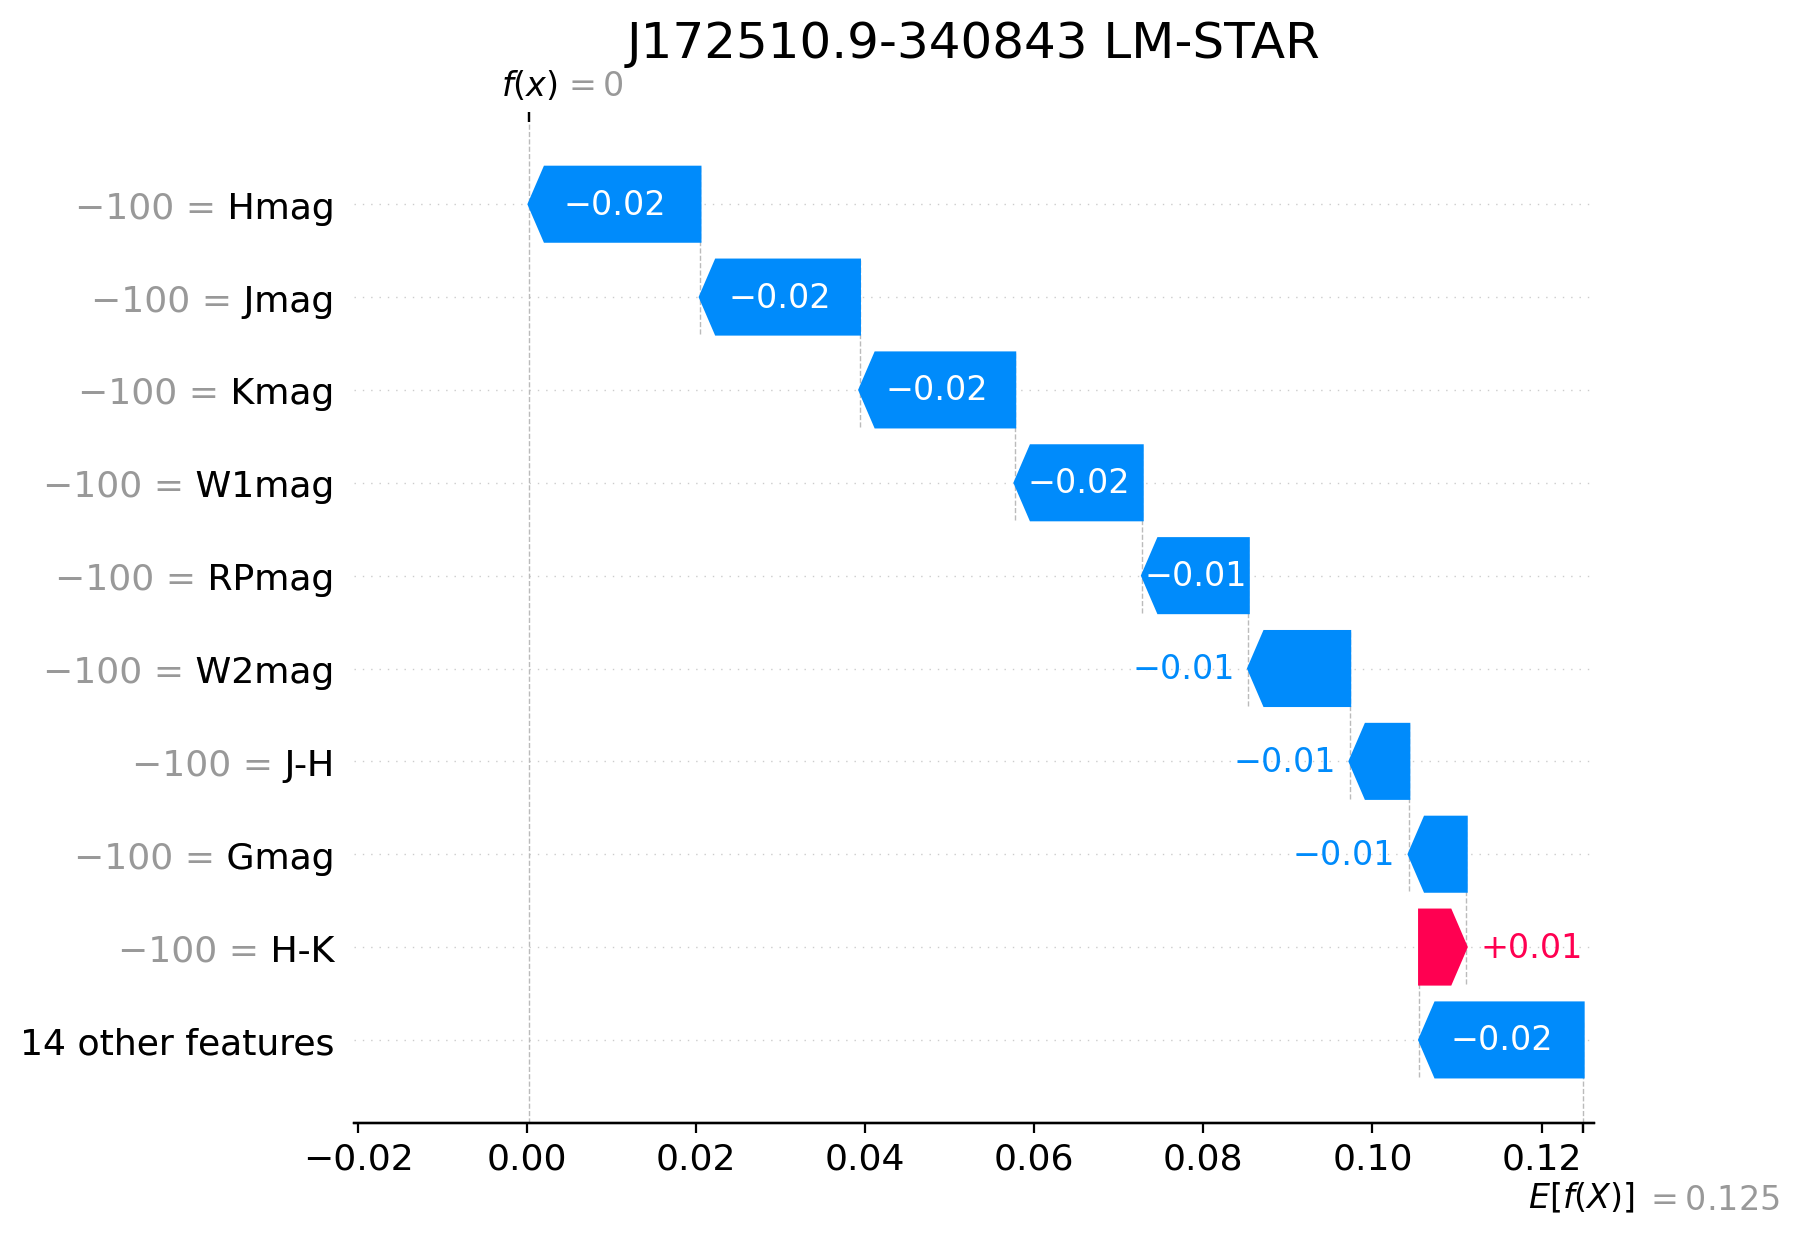 J172510.9-340843 LM-STAR
f(x) = 0
−100 = Hmag −0.02
−100 = Jmag −0.02
−100 = Kmag −0.02
−100 = W1mag −0.02
−100 = RPmag −0.01
−100 = W2mag −0.01
−100 = J-H −0.01
−100 = Gmag −0.01
−100 = H-K +0.01
14 other features −0.02
−0.02 0.00 0.02 0.04 0.06 0.08 0.10 0.12
E[f(X)] = 0.125